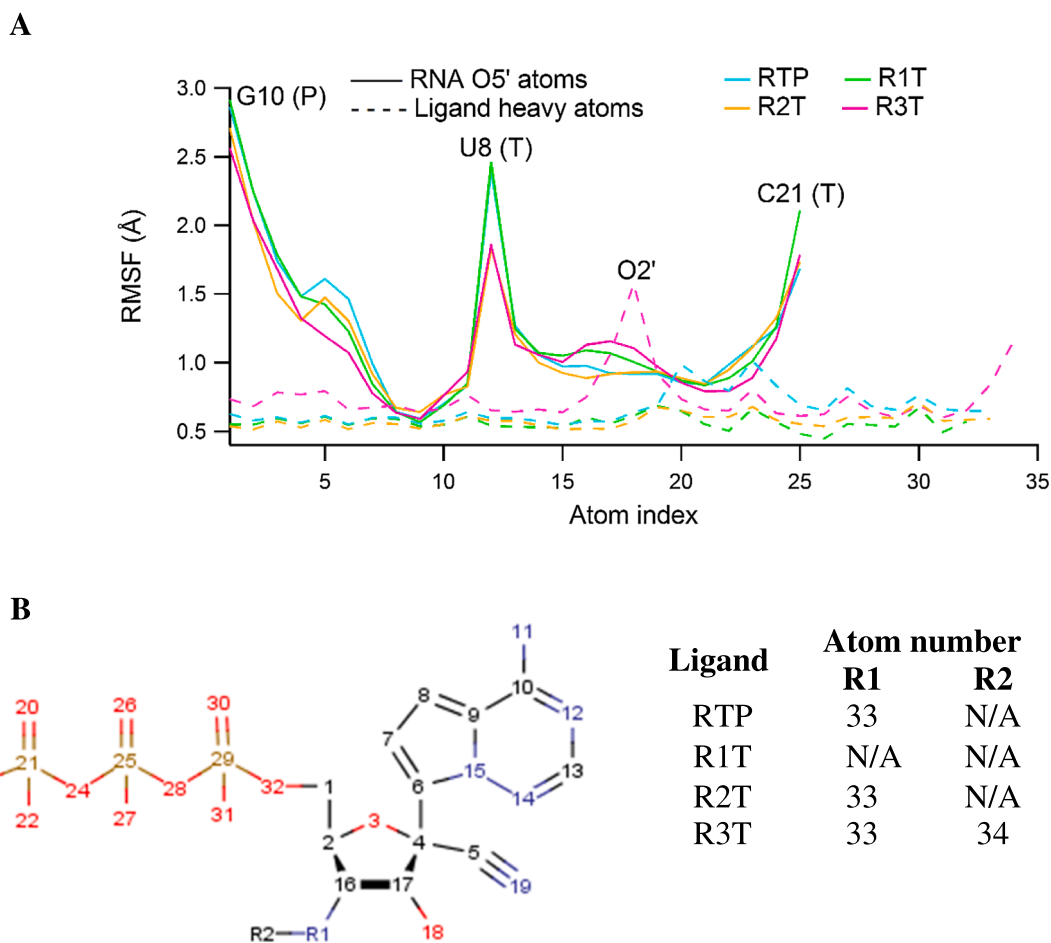 A
3.0
G10 (P)
RNA O5' atoms
Ligand heavy atoms
RTP
R1T
R2T
R3T
2.5
U8 (T)
C21 (T)
2.0
RMSF (Å)
O2'
1.5
1.0
0.5
5
10
15
20
25
30
35
Atom index
B
11
8
10
12
9
7
20
26
30
21
25
29
15
13
6
14
24
28
32
1
22
27
31
3
2
4
5
16
17
19
R2
R1
18
Ligand
Atom number
R1
R2
RTP 33 N/A
R1T N/A N/A
R2T 33 N/A
R3T 33 34